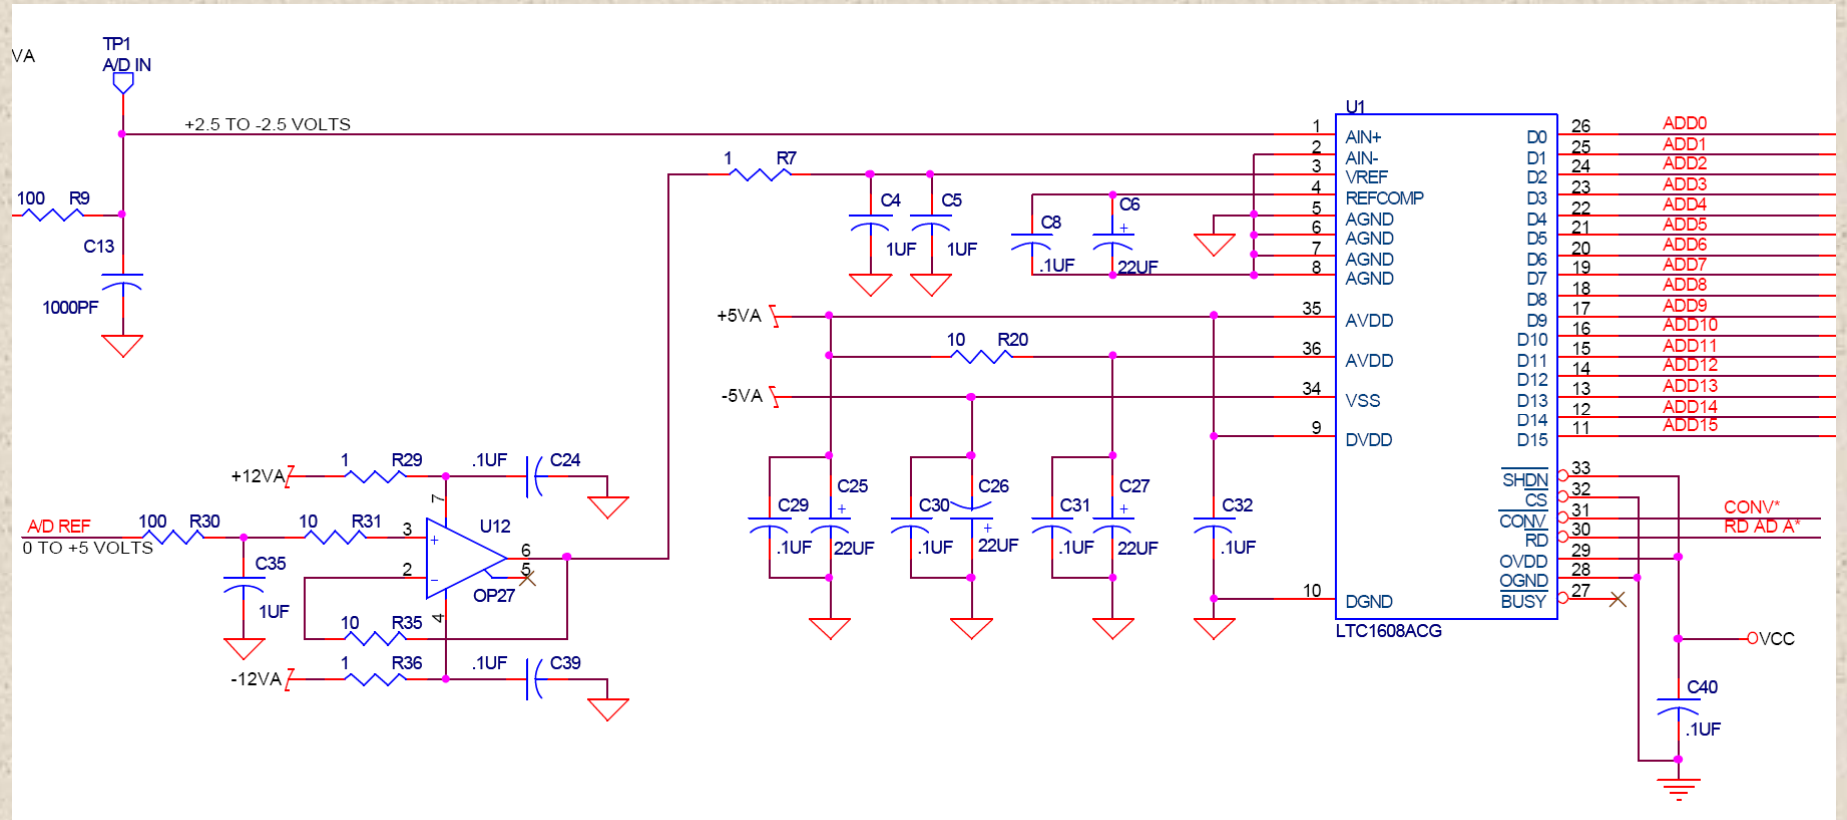 VA
TP1
A/D IN
+2.5 TO -2.5 VOLTS
100 R9
C13
1000PF
1 R7
C4
1UF
C5
1UF
C8
.1UF
C6
+
22UF
+5VA
10 R20
-5VA
C29
.1UF
C25
+
22UF
C30
.1UF
C26
+
22UF
C31
.1UF
C27
+
22UF
C32
.1UF
+12VA
1 R29
.1UF C24
A/D REF
0 TO +5 VOLTS
100 R30
10 R31
C35
1UF
7
3 +
2 -
U12
6
5
OP27
4
10 R35
1 R36
.1UF C39
-12VA
U1
1 AIN+
2 AIN-
3 VREF
4 REFCOMP
5 AGND
6 AGND
7 AGND
8 AGND
35 AVDD
36 AVDD
34 VSS
9 DVDD
10 DGND
LTC1608ACG
D0 26 ADD0
D1 25 ADD1
D2 24 ADD2
D3 23 ADD3
D4 22 ADD4
D5 21 ADD5
D6 20 ADD6
D7 19 ADD7
D8 18 ADD8
D9 17 ADD9
D10 16 ADD10
D11 15 ADD11
D12 14 ADD12
D13 13 ADD13
D14 12 ADD14
D15 11 ADD15
SHDN 33
CS 32
CONV 31 CONV*
RD 30 RD AD A*
OVDD 29
OGND 28
BUSY 27
VCC
C40
.1UF